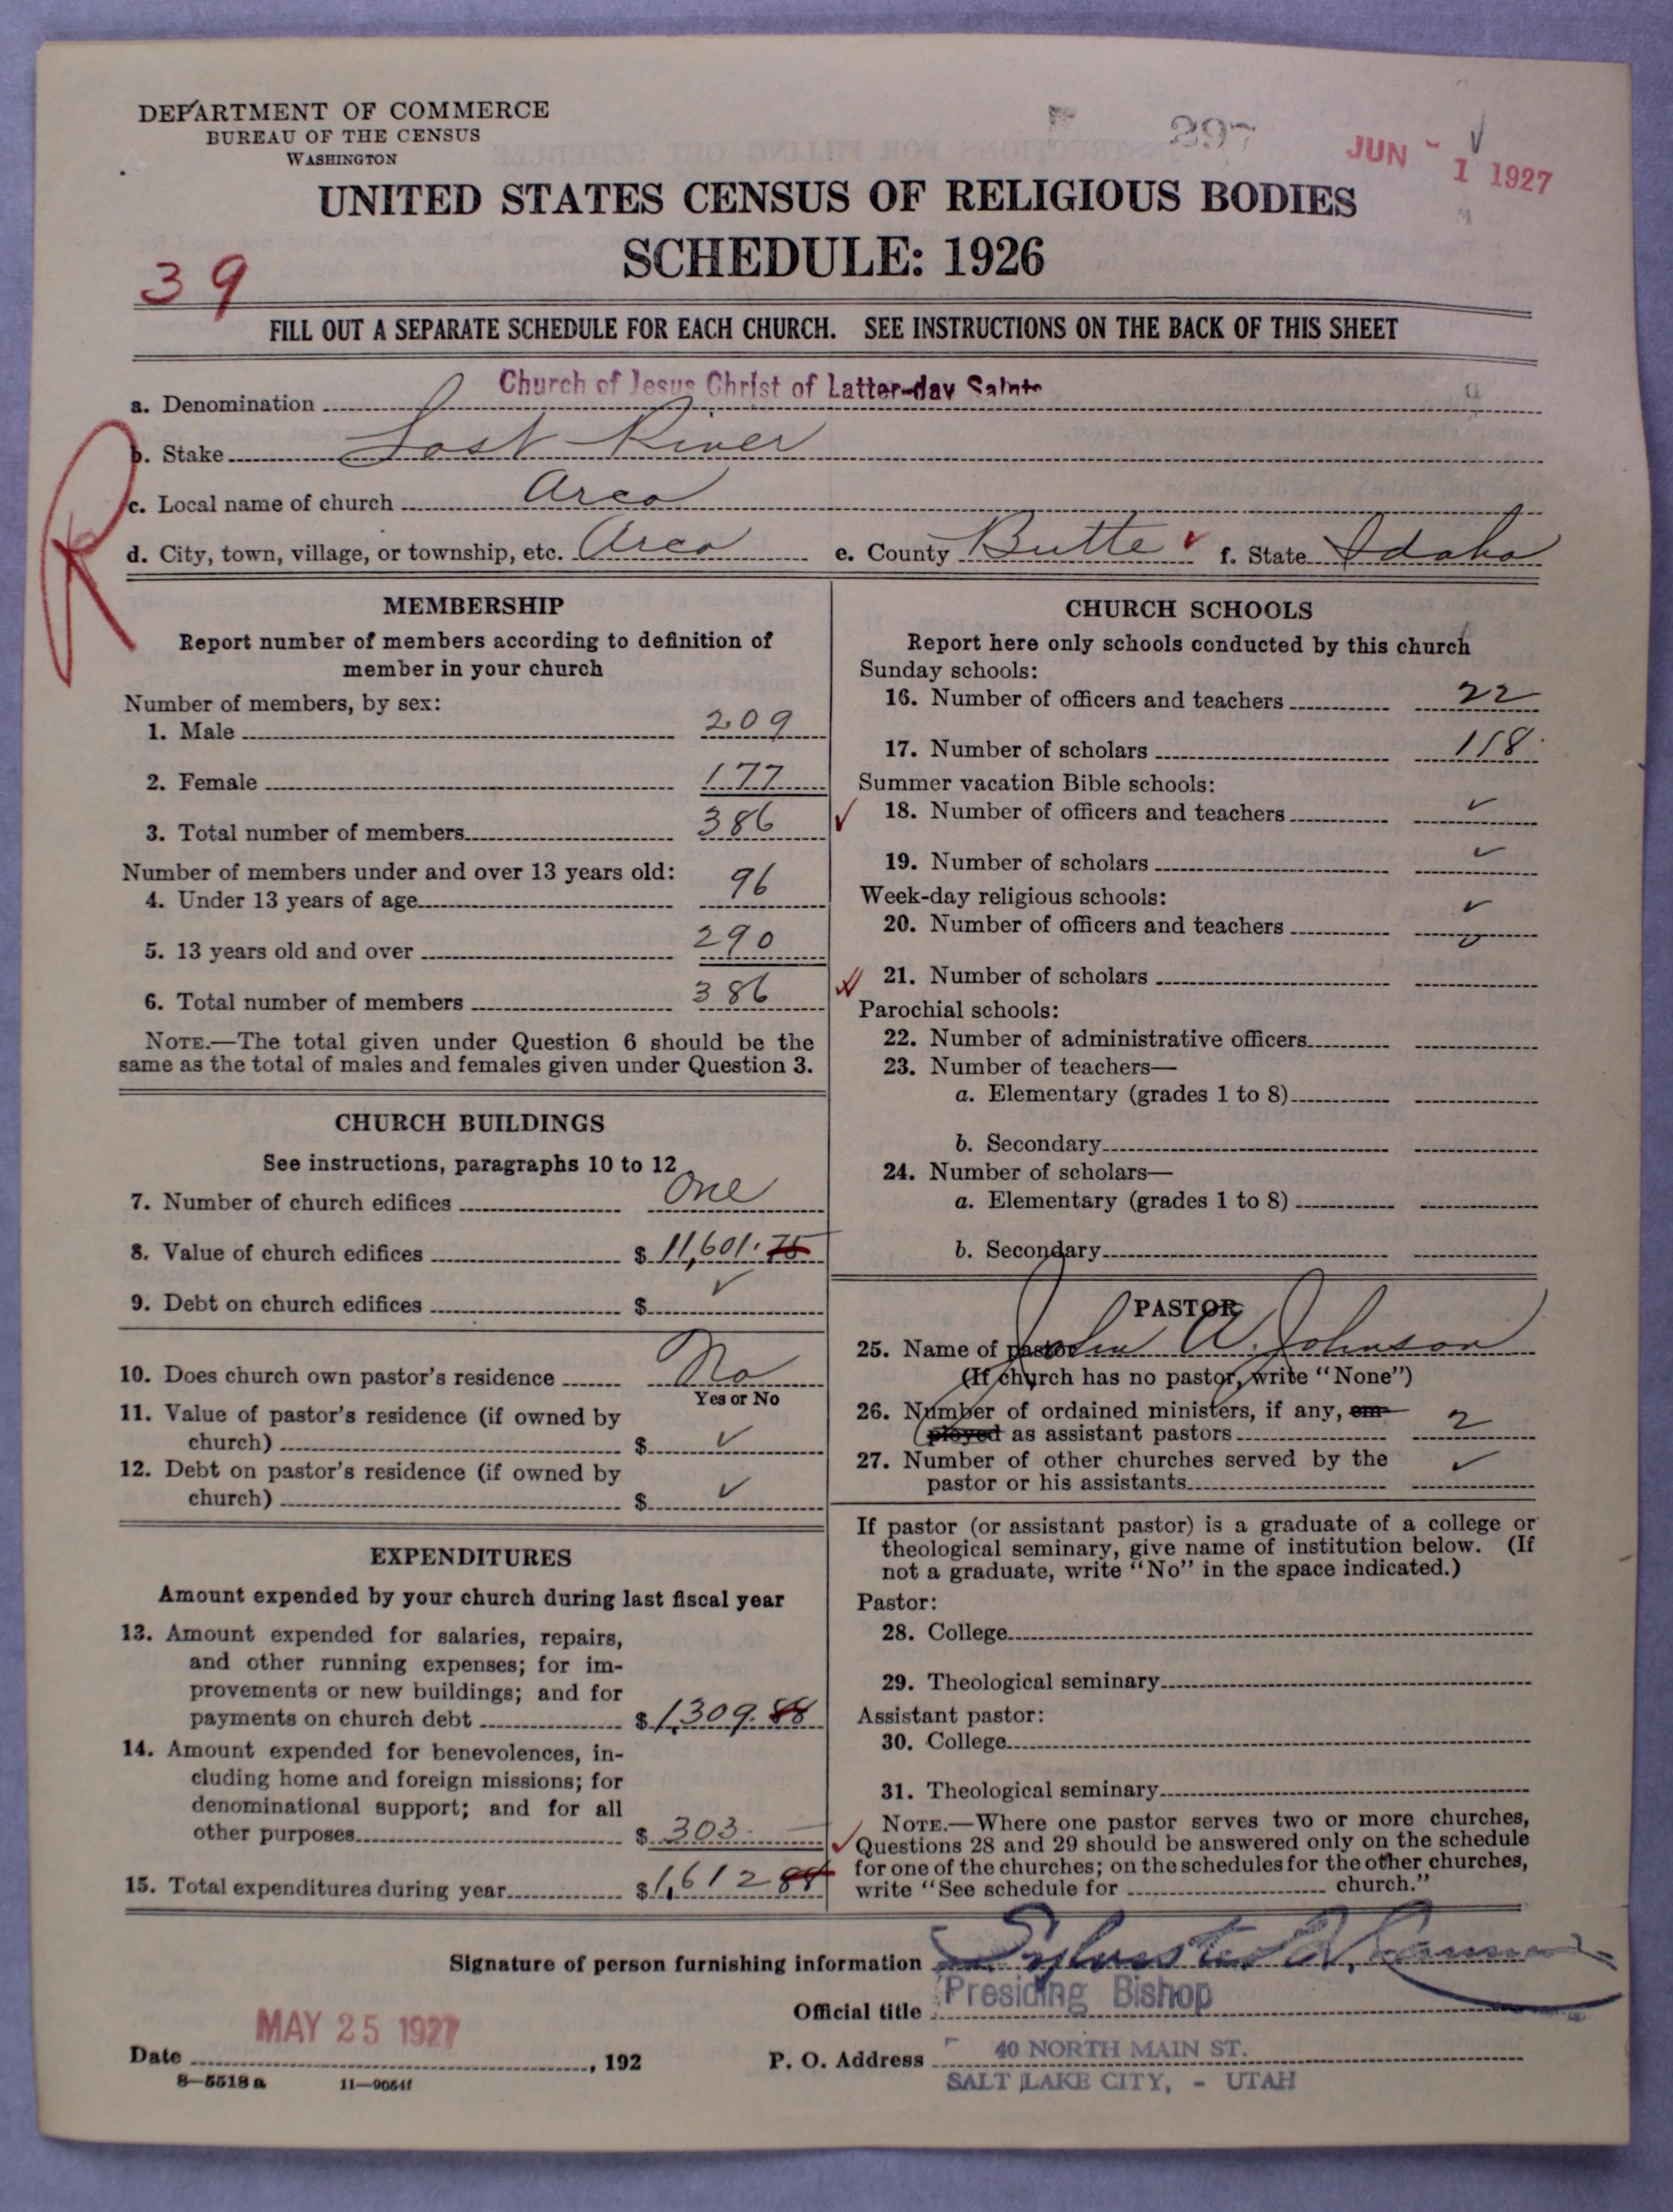 DEPARTMENT OF COMMERCE
BUREAU OF THE CENSUS
WASHINGTON
297
JUN - 1 1927
UNITED STATES CENSUS OF RELIGIOUS BODIES
SCHEDULE: 1926
39
FILL OUT A SEPARATE SCHEDULE FOR EACH CHURCH. SEE INSTRUCTIONS ON THE BACK OF THIS SHEET
a. Denomination Church of Jesus Christ of Latter-day Saints
b. Stake Lost River
c. Local name of church Arco
d. City, town, village, or township, etc. Arco e. County Butte f. State Idaho
R
MEMBERSHIP
Report number of members according to definition of
member in your church
Number of members, by sex:
1. Male 209
2. Female 177
3. Total number of members 386
Number of members under and over 13 years old:
4. Under 13 years of age 96
5. 13 years old and over 290
6. Total number of members 386
NOTE.—The total given under Question 6 should be the
same as the total of males and females given under Question 3.
CHURCH BUILDINGS
See instructions, paragraphs 10 to 12
7. Number of church edifices One
8. Value of church edifices $ 11,601.75
9. Debt on church edifices $ ✓
10. Does church own pastor's residence No
Yes or No
11. Value of pastor's residence (if owned by
church) $ ✓
12. Debt on pastor's residence (if owned by
church) $ ✓
EXPENDITURES
Amount expended by your church during last fiscal year
13. Amount expended for salaries, repairs,
and other running expenses; for im-
provements or new buildings; and for
payments on church debt $ 1,309.88
14. Amount expended for benevolences, in-
cluding home and foreign missions; for
denominational support; and for all
other purposes $ 303.—
15. Total expenditures during year $ 1,612 88
CHURCH SCHOOLS
Report here only schools conducted by this church
Sunday schools:
16. Number of officers and teachers 22
17. Number of scholars 118
Summer vacation Bible schools:
18. Number of officers and teachers ✓
19. Number of scholars ✓
Week-day religious schools:
20. Number of officers and teachers ✓
21. Number of scholars
Parochial schools:
22. Number of administrative officers
23. Number of teachers—
a. Elementary (grades 1 to 8)
b. Secondary
24. Number of scholars—
a. Elementary (grades 1 to 8)
b. Secondary
PASTOR
25. Name of pastor John A. Johnson
(If church has no pastor, write "None")
26. Number of ordained ministers, if any, em-
ployed as assistant pastors 2
27. Number of other churches served by the
pastor or his assistants ✓
If pastor (or assistant pastor) is a graduate of a college or
theological seminary, give name of institution below. (If
not a graduate, write "No" in the space indicated.)
Pastor:
28. College
29. Theological seminary
Assistant pastor:
30. College
31. Theological seminary
NOTE.—Where one pastor serves two or more churches,
Questions 28 and 29 should be answered only on the schedule
for one of the churches; on the schedules for the other churches,
write "See schedule for church."
Signature of person furnishing information Sylvester Q. Cannon
Official title Presiding Bishop
MAY 25 1927
Date , 192
P. O. Address 40 NORTH MAIN ST.
SALT LAKE CITY, - UTAH
8—5518 a 11—9054f